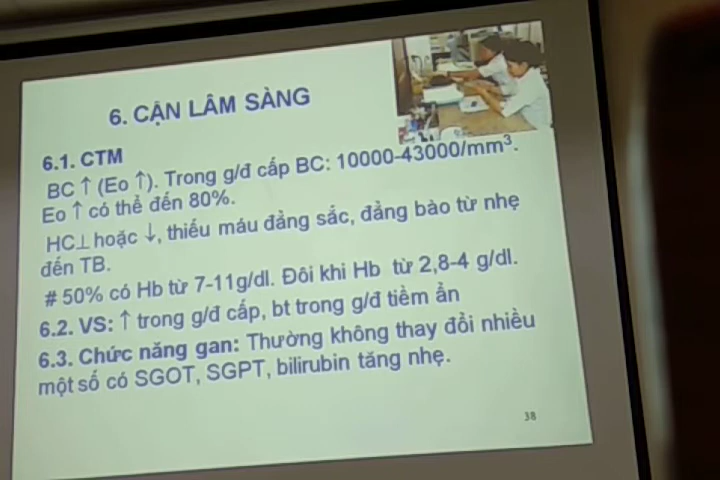 6. CẬN LÂM SÀNG
6.1. CTM
BC ↑ (Eo ↑). Trong g/đ cấp BC: 10000-43000/mm³.
Eo ↑ có thể đến 80%.
HC⊥ hoặc ↓, thiếu máu đẳng sắc, đẳng bào từ nhẹ
đến TB.
# 50% có Hb từ 7-11g/dl. Đôi khi Hb từ 2,8-4 g/dl.
6.2. VS: ↑ trong g/đ cấp, bt trong g/đ tiềm ẩn
6.3. Chức năng gan: Thường không thay đổi nhiều
một số có SGOT, SGPT, bilirubin tăng nhẹ.
38